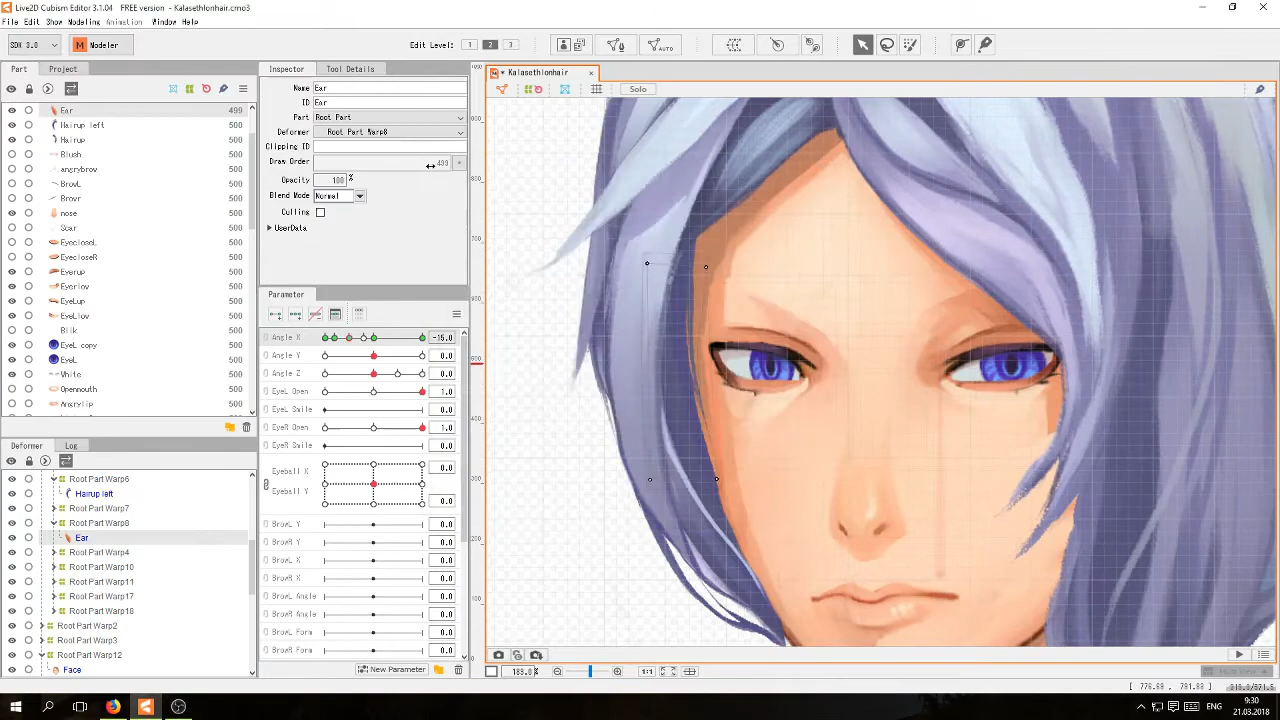 Live2D Cubism Editor 3.1.04 FREE version - Kalasethlonhair.cmo3
File Edit Show Modeling Animation Window Help
SDK 3.0
Modeler
Edit Level: 1 2 3
AUTO
Part Project
Inspector Tool Details
* Kalasethlonhair
Solo
Name Ear
ID Ear
Part Root Part
Deformer Root Part Warp8
Clipping ID
Draw Order 499
Opacity 100 %
Blend Mode Normal
Culling
UserData
Ear 499
Hairup left 500
Hairup 500
Blush 500
angrybrow 500
BrowL 500
Browr 500
nose 500
Scar 500
EyecloseL 500
EyecloseR 500
Eyerup 500
Eyerlov 500
EyeLup 500
EyeLlov 500
Blik 500
EyeL copy 500
EyeL 500
White 500
Openmouth 500
Angrylip 500
Parameter
Angle X -15.0
Angle Y 0.0
Angle Z 0.0
EyeL Open 1.0
EyeL Smile 0.0
EyeR Open 1.0
EyeR Smile 0.0
Eyeball X 0.0
Eyeball Y 0.0
BrowL Y 0.0
BrowR Y 0.0
BrowL X 0.0
BrowR X 0.0
BrowL Angle 0.0
BrowR Angle 0.0
BrowL Form 0.0
BrowR Form 0.0
New Parameter
Deformer Log
Root Part Warp6
Hairup left
Root Part Warp7
Root Part Warp8
Ear
Root Part Warp4
Root Part Warp10
Root Part Warp11
Root Part Warp17
Root Part Warp18
Root Part Warp2
Root Part Warp3
Root Part Warp12
Face
1:1
ENG
9:30
21.03.2018